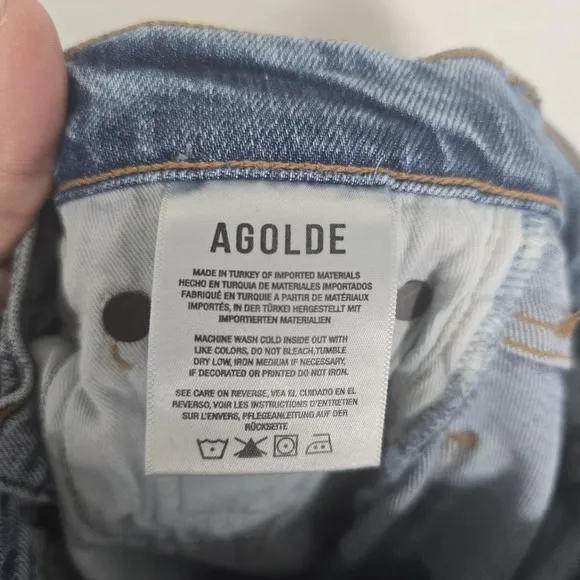 AGOLDE
MADE IN TURKEY OF IMPORTED MATERIALS
HECHO EN TURQUIA DE MATERIALES IMPORTADOS
FABRIQUÉ EN TURQUIE A PARTIR DE MATÉRIAUX
IMPORTÉS, IN DER TÜRKEI HERGESTELLT MIT
IMPORTIERTEN MATERIALIEN
MACHINE WASH COLD INSIDE OUT WITH
LIKE COLORS, DO NOT BLEACH,TUMBLE
DRY LOW, IRON MEDIUM IF NECESSARY,
IF DECORATED OR PRINTED DO NOT IRON.
SEE CARE ON REVERSE, VEA EL CUIDADO EN EL
REVERSO, VOIR LES INSTRUCTIONS D'ENTRETIEN
SUR L'ENVERS, PFLEGEANLEITUNG AUF DER
RÜCKSEITE